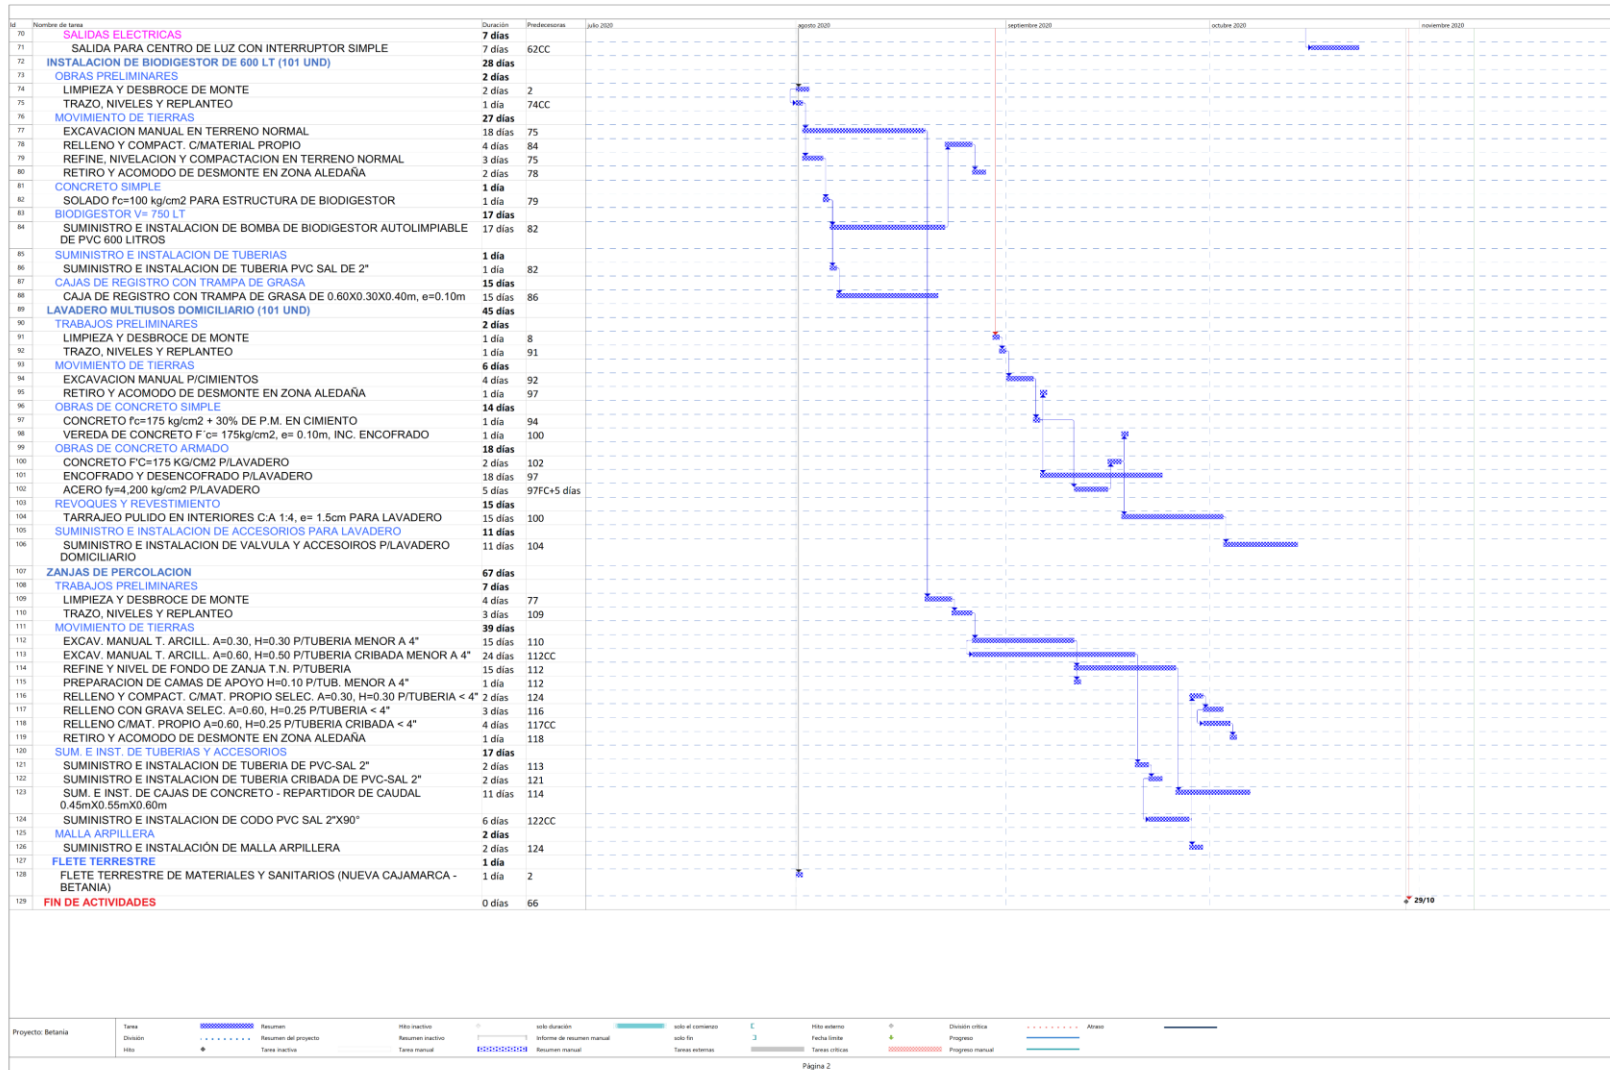 Id Nombre de tarea Duración Predecesoras julio 2020 agosto 2020 septiembre 2020 octubre 2020 noviembre 2020
70 SALIDAS ELECTRICAS 7 días
71 SALIDA PARA CENTRO DE LUZ CON INTERRUPTOR SIMPLE 7 días 62CC
72 INSTALACION DE BIODIGESTOR DE 600 LT (101 UND) 28 días
73 OBRAS PRELIMINARES 2 días
74 LIMPIEZA Y DESBROCE DE MONTE 2 días 2
75 TRAZO, NIVELES Y REPLANTEO 1 día 74CC
76 MOVIMIENTO DE TIERRAS 27 días
77 EXCAVACION MANUAL EN TERRENO NORMAL 18 días 75
78 RELLENO Y COMPACT. C/MATERIAL PROPIO 4 días 84
79 REFINE, NIVELACION Y COMPACTACION EN TERRENO NORMAL 3 días 75
80 RETIRO Y ACOMODO DE DESMONTE EN ZONA ALEDAÑA 2 días 78
81 CONCRETO SIMPLE 1 día
82 SOLADO f'c=100 kg/cm2 PARA ESTRUCTURA DE BIODIGESTOR 1 día 79
83 BIODIGESTOR V= 750 LT 17 días
84 SUMINISTRO E INSTALACION DE BOMBA DE BIODIGESTOR AUTOLIMPIABLE 17 días 82
DE PVC 600 LITROS
85 SUMINISTRO E INSTALACION DE TUBERIAS 1 día
86 SUMINISTRO E INSTALACION DE TUBERIA PVC SAL DE 2" 1 día 82
87 CAJAS DE REGISTRO CON TRAMPA DE GRASA 15 días
88 CAJA DE REGISTRO CON TRAMPA DE GRASA DE 0.60X0.30X0.40m, e=0.10m 15 días 86
89 LAVADERO MULTIUSOS DOMICILIARIO (101 UND) 45 días
90 TRABAJOS PRELIMINARES 2 días
91 LIMPIEZA Y DESBROCE DE MONTE 1 día 8
92 TRAZO, NIVELES Y REPLANTEO 1 día 91
93 MOVIMIENTO DE TIERRAS 6 días
94 EXCAVACION MANUAL P/CIMIENTOS 4 días 92
95 RETIRO Y ACOMODO DE DESMONTE EN ZONA ALEDAÑA 1 día 97
96 OBRAS DE CONCRETO SIMPLE 14 días
97 CONCRETO f'c=175 kg/cm2 + 30% DE P.M. EN CIMIENTO 1 día 94
98 VEREDA DE CONCRETO F´c= 175kg/cm2, e= 0.10m, INC. ENCOFRADO 1 día 100
99 OBRAS DE CONCRETO ARMADO 18 días
100 CONCRETO F'C=175 KG/CM2 P/LAVADERO 2 días 102
101 ENCOFRADO Y DESENCOFRADO P/LAVADERO 18 días 97
102 ACERO fy=4,200 kg/cm2 P/LAVADERO 5 días 97FC+5 días
103 REVOQUES Y REVESTIMIENTO 15 días
104 TARRAJEO PULIDO EN INTERIORES C:A 1:4, e= 1.5cm PARA LAVADERO 15 días 100
105 SUMINISTRO E INSTALACION DE ACCESORIOS PARA LAVADERO 11 días
106 SUMINISTRO E INSTALACION DE VALVULA Y ACCESOIROS P/LAVADERO 11 días 104
DOMICILIARIO
107 ZANJAS DE PERCOLACION 67 días
108 TRABAJOS PRELIMINARES 7 días
109 LIMPIEZA Y DESBROCE DE MONTE 4 días 77
110 TRAZO, NIVELES Y REPLANTEO 3 días 109
111 MOVIMIENTO DE TIERRAS 39 días
112 EXCAV. MANUAL T. ARCILL. A=0.30, H=0.30 P/TUBERIA MENOR A 4" 15 días 110
113 EXCAV. MANUAL T. ARCILL. A=0.60, H=0.50 P/TUBERIA CRIBADA MENOR A 4" 24 días 112CC
114 REFINE Y NIVEL DE FONDO DE ZANJA T.N. P/TUBERIA 15 días 112
115 PREPARACION DE CAMAS DE APOYO H=0.10 P/TUB. MENOR A 4" 1 día 112
116 RELLENO Y COMPACT. C/MAT. PROPIO SELEC. A=0.30, H=0.30 P/TUBERIA < 4" 2 días 124
117 RELLENO CON GRAVA SELEC. A=0.60, H=0.25 P/TUBERIA < 4" 3 días 116
118 RELLENO C/MAT. PROPIO A=0.60, H=0.25 P/TUBERIA CRIBADA < 4" 4 días 117CC
119 RETIRO Y ACOMODO DE DESMONTE EN ZONA ALEDAÑA 1 día 118
120 SUM. E INST. DE TUBERIAS Y ACCESORIOS 17 días
121 SUMINISTRO E INSTALACION DE TUBERIA DE PVC-SAL 2" 2 días 113
122 SUMINISTRO E INSTALACION DE TUBERIA CRIBADA DE PVC-SAL 2" 2 días 121
123 SUM. E INST. DE CAJAS DE CONCRETO - REPARTIDOR DE CAUDAL 11 días 114
0.45mX0.55mX0.60m
124 SUMINISTRO E INSTALACION DE CODO PVC SAL 2"X90° 6 días 122CC
125 MALLA ARPILLERA 2 días
126 SUMINISTRO E INSTALACIÓN DE MALLA ARPILLERA 2 días 124
127 FLETE TERRESTRE 1 día
128 FLETE TERRESTRE DE MATERIALES Y SANITARIOS (NUEVA CAJAMARCA - 1 día 2
BETANIA)
129 FIN DE ACTIVIDADES 0 días 66 29/10
Proyecto: Betania
Tarea Resumen Hito inactivo solo duración solo el comienzo Hito externo División crítica Atraso
División Resumen del proyecto Resumen inactivo Informe de resumen manual solo fin Fecha límite Progreso
Hito Tarea inactiva Tarea manual Resumen manual Tareas externas Tareas críticas Progreso manual
Página 2